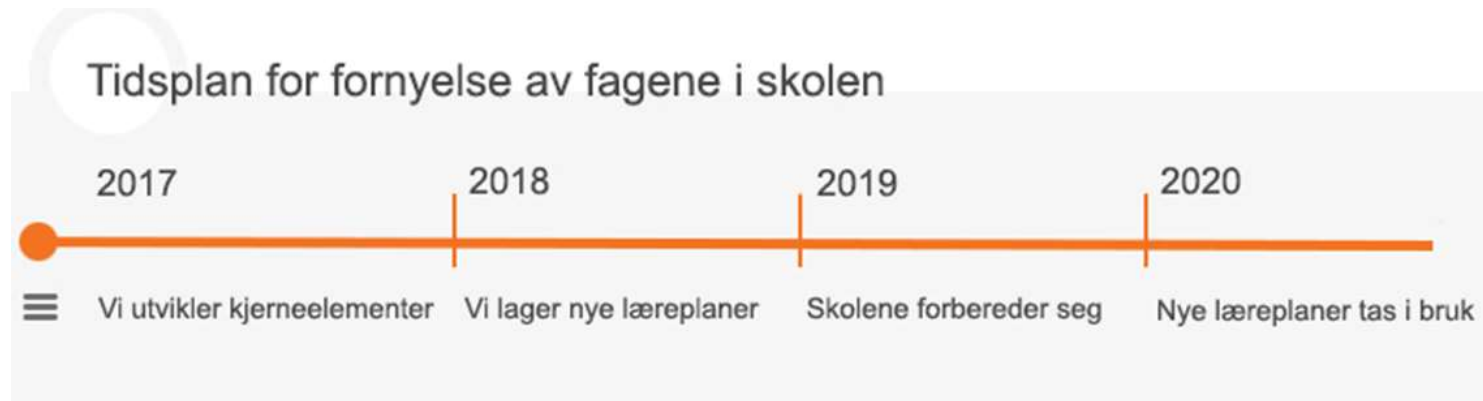 Tidsplan for fornyelse av fagene i skolen
2017 2018 2019 2020
Vi utvikler kjerneelementer Vi lager nye læreplaner Skolene forbereder seg Nye læreplaner tas i bruk